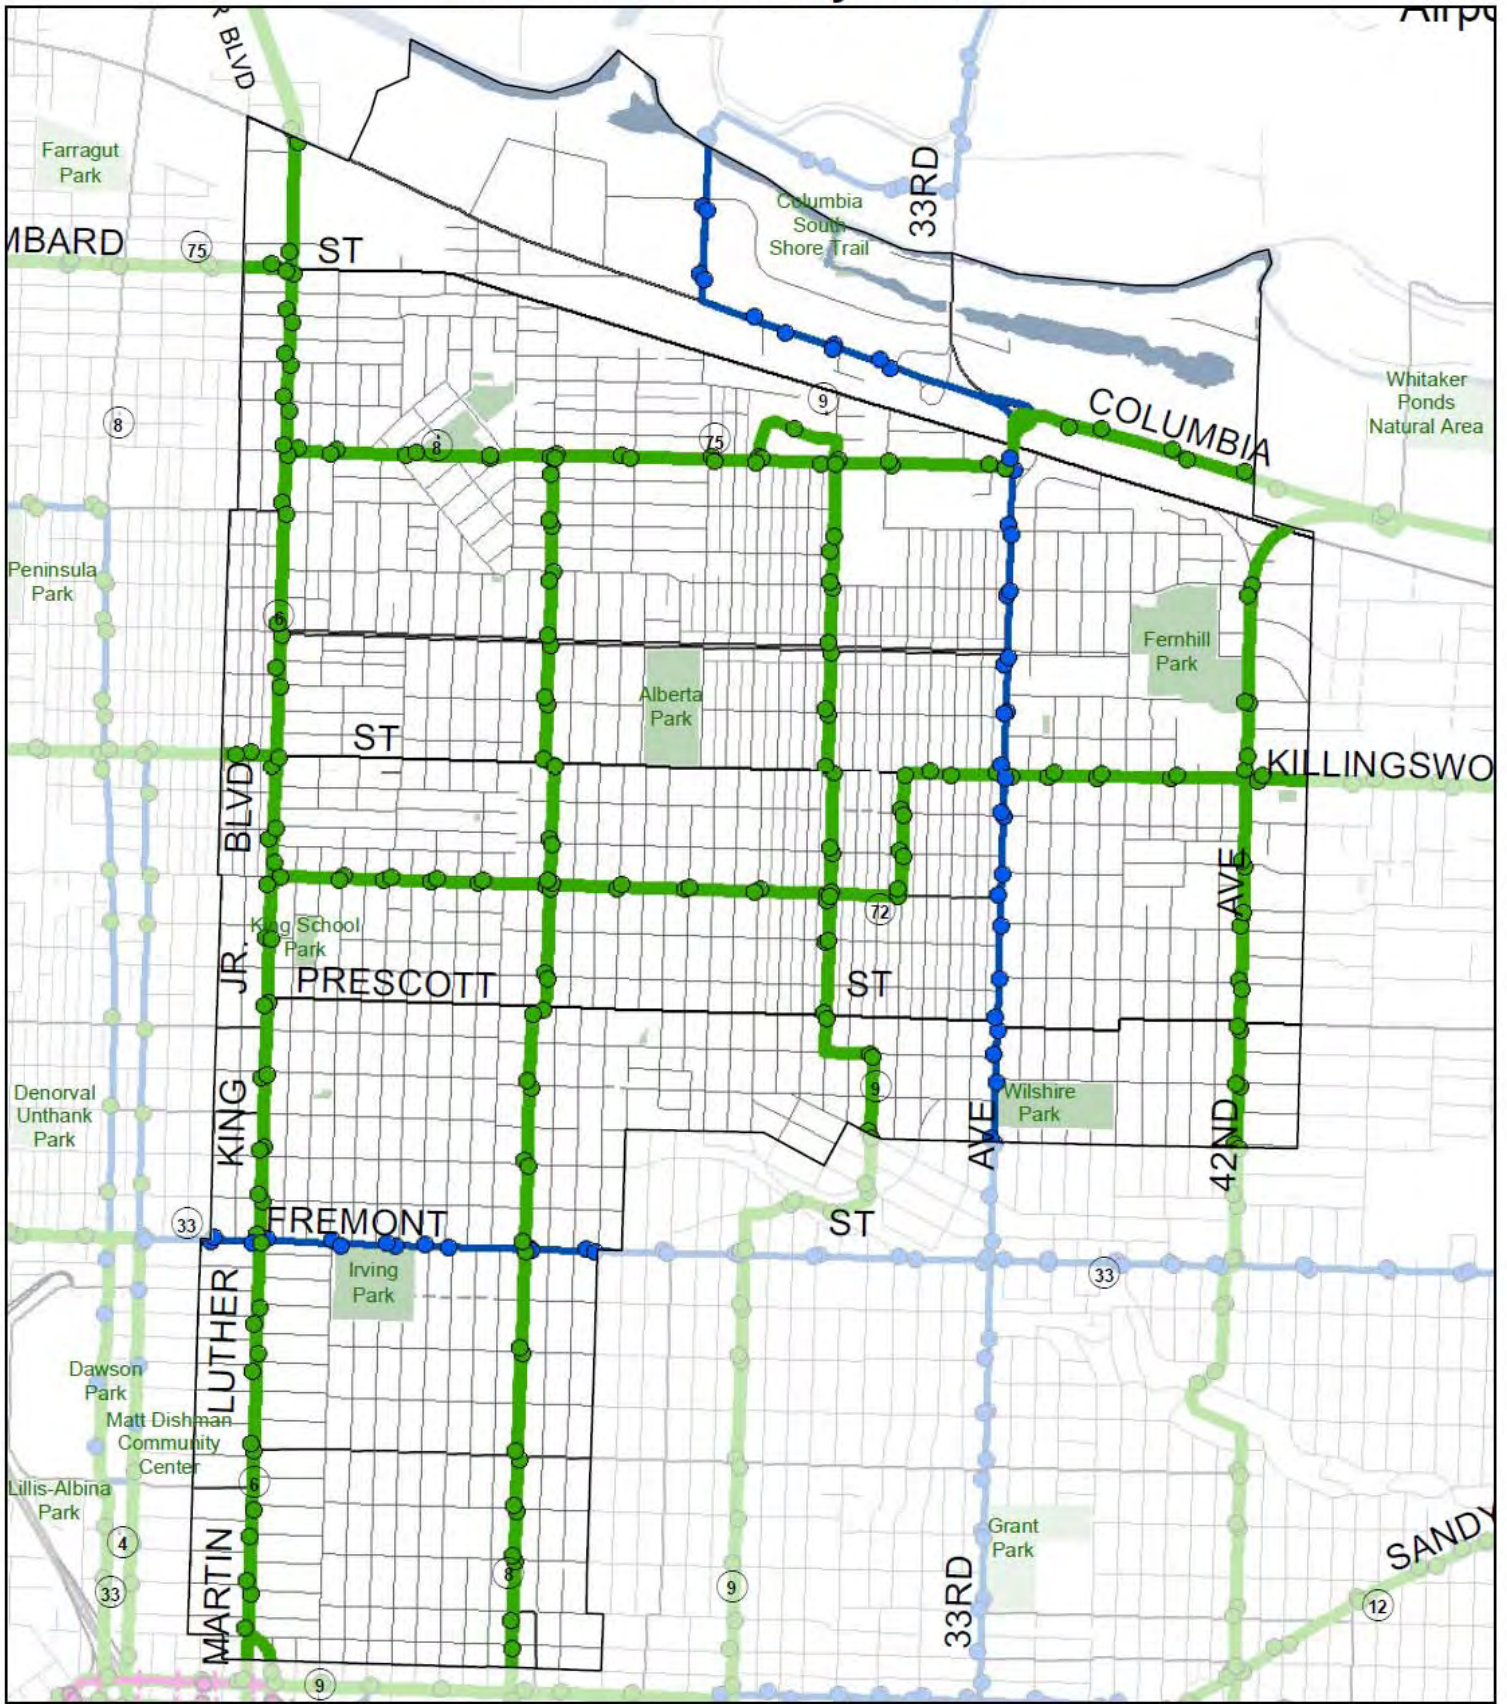 BLVD
Farragut
Park
MBARD
75
ST
Columbia
South
Shore Trail
33RD
COLUMBIA
Whitaker
Ponds
Natural Area
9
8
8
75
Peninsula
Park
6
Fernhill
Park
Alberta
Park
ST
KILLINGSWO
BLVD
AVE
72
King School
Park
JR.
PRESCOTT
ST
Denorval
Unthank
Park
KING
9
Wilshire
Park
AVE
42ND
33
FREMONT
ST
33
Irving
Park
LUTHER
Dawson
Park
Matt Dishman
Community
Center
Lillis-Albina
Park
6
4
33
MARTIN
8
9
Grant
Park
33RD
SANDY
12
9